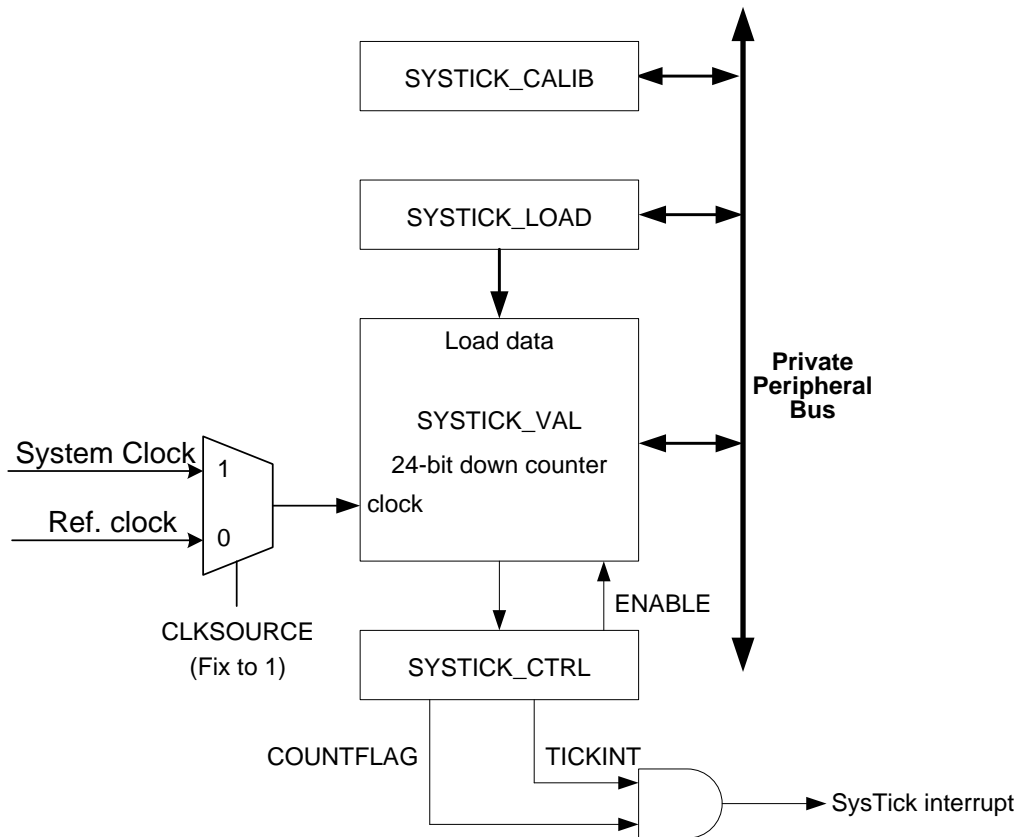 SYSTICK_CALIB
SYSTICK_LOAD
Load data
SYSTICK_VAL
24-bit down counter
clock
Private
Peripheral
Bus
System Clock
1
Ref. clock
0
CLKSOURCE
(Fix to 1)
ENABLE
SYSTICK_CTRL
COUNTFLAG
TICKINT
SysTick interrupt